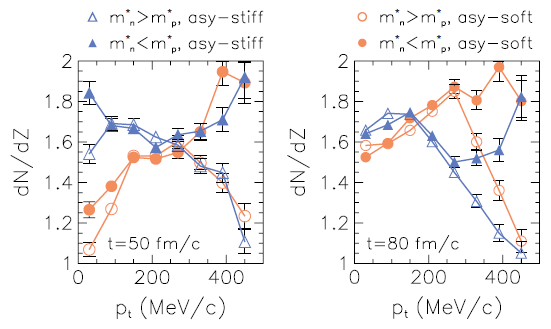 m*n>m*p, asy-stiff
m*n<m*p, asy-stiff
m*n>m*p, asy-soft
m*n<m*p, asy-soft
dN/dZ
2
1.8
1.6
1.4
1.2
1
t=50 fm/c
0 200 400
pt (MeV/c)
dN/dZ
2
1.8
1.6
1.4
1.2
1
t=80 fm/c
0 200 400
pt (MeV/c)